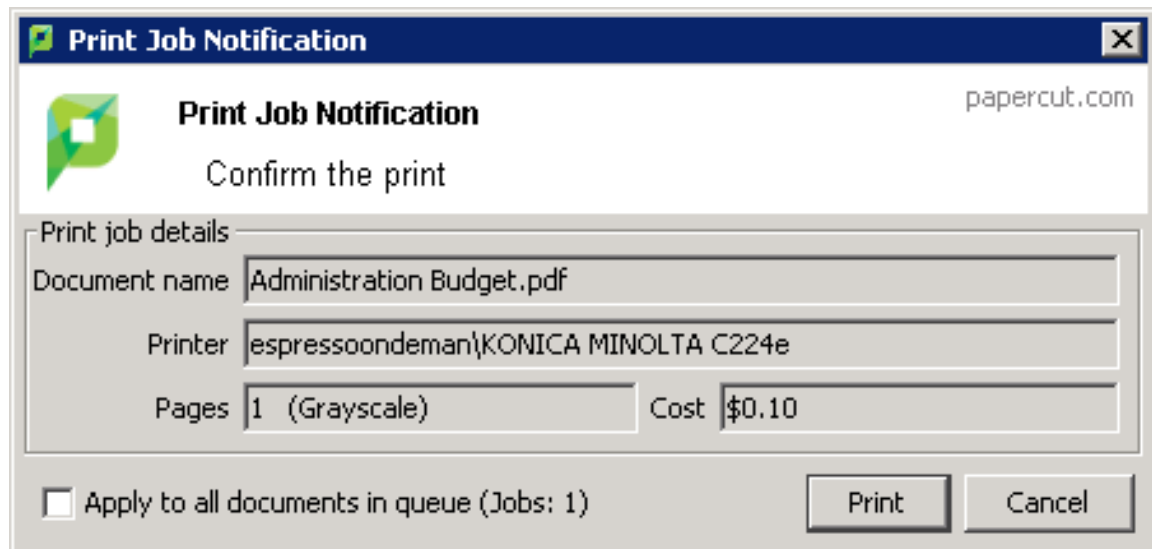 Print Job Notification
papercut.com
Print Job Notification
Confirm the print
Print job details
Document name Administration Budget.pdf
Printer espressoondeman\KONICA MINOLTA C224e
Pages 1 (Grayscale) Cost $0.10
Apply to all documents in queue (Jobs: 1) Print Cancel